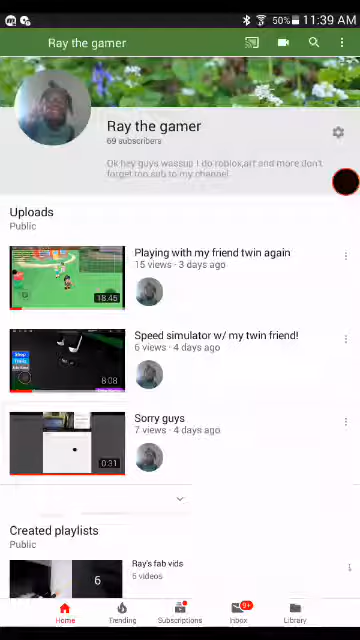 50% 11:39 AM
Ray the gamer
Ray the gamer
69 subscribers
Ok hey guys wassup I do roblox,art and more don't
forget too sub to my channel
Uploads
Public
Playing with my friend twin again
15 views · 3 days ago
18:45
Speed simulator w/ my twin friend!
6 views · 4 days ago
8:08
Sorry guys
7 views · 4 days ago
0:31
Created playlists
Public
Ray's fab vids
6
6 videos
9+
Home Trending Subscriptions Inbox Library